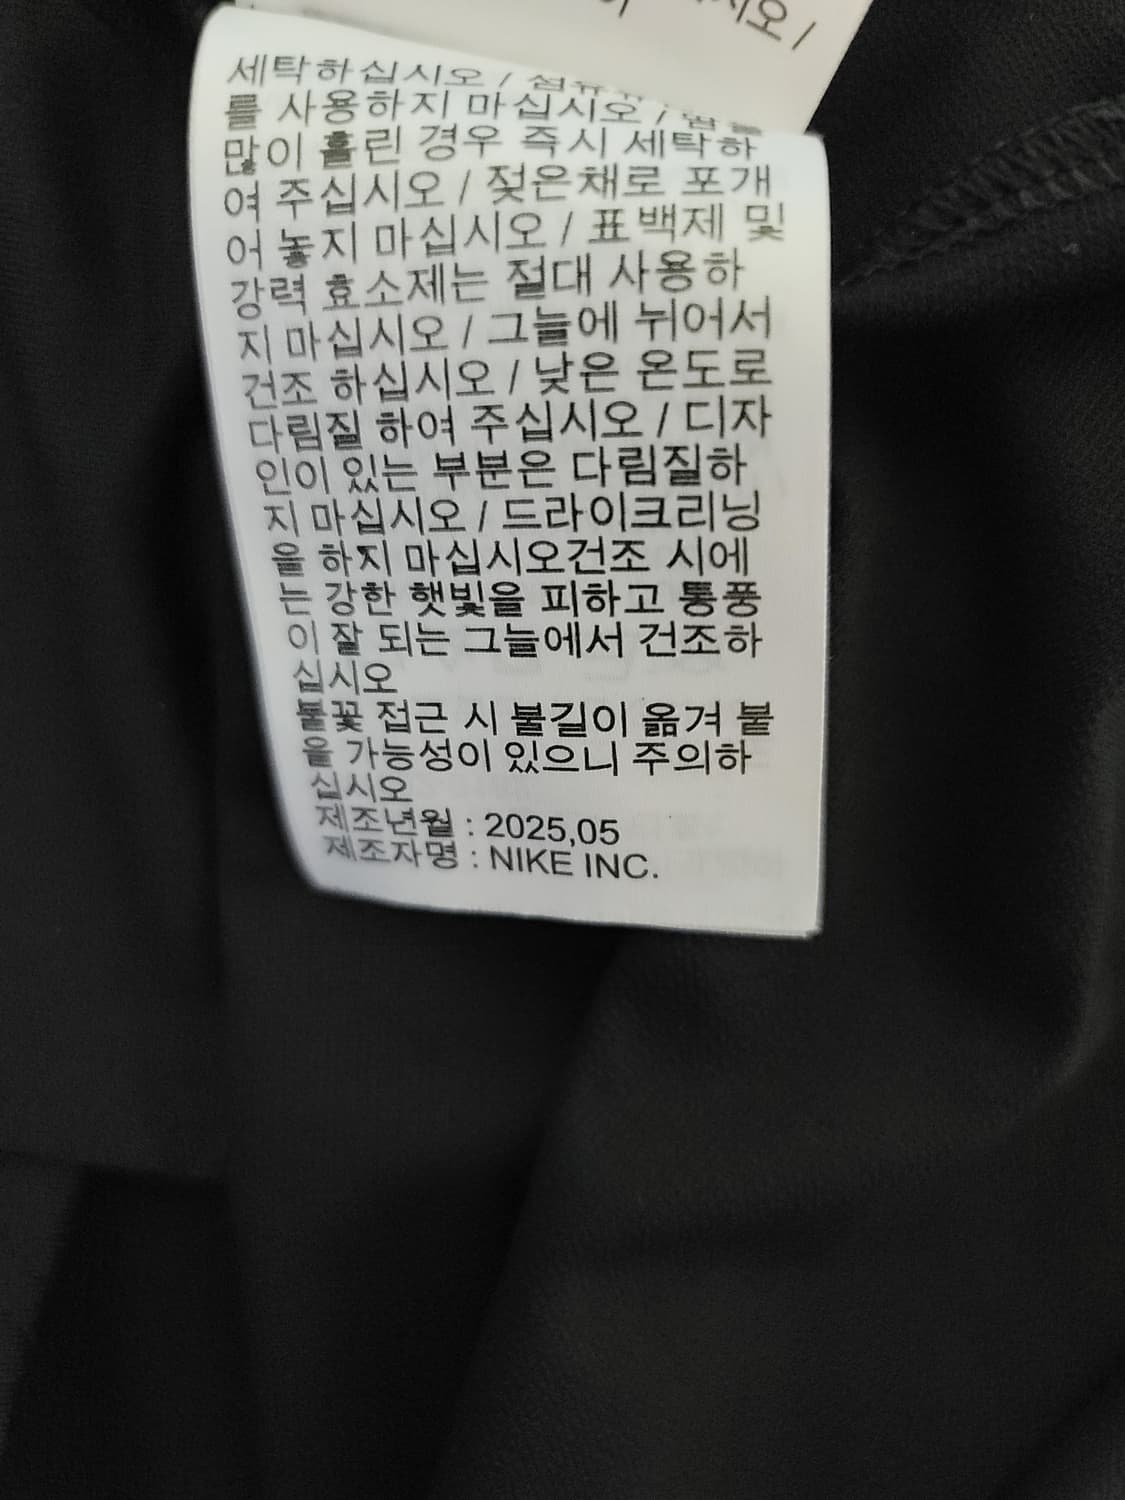 시오 /
세탁하십시오 / 섬유유
를 사용하지 마십시오 / 땀을
많이 흘린 경우 즉시 세탁하
여 주십시오 / 젖은채로 포개
어 놓지 마십시오 / 표백제 및
강력 효소제는 절대 사용하
지 마십시오 / 그늘에 뉘어서
건조 하십시오 / 낮은 온도로
다림질 하여 주십시오 / 디자
인이 있는 부분은 다림질하
지 마십시오 / 드라이크리닝
을 하지 마십시오건조 시에
는 강한 햇빛을 피하고 통풍
이 잘 되는 그늘에서 건조하
십시오
불꽃 접근 시 불길이 옮겨 붙
을 가능성이 있으니 주의하
십시오
제조년월 : 2025,05
제조자명 : NIKE INC.